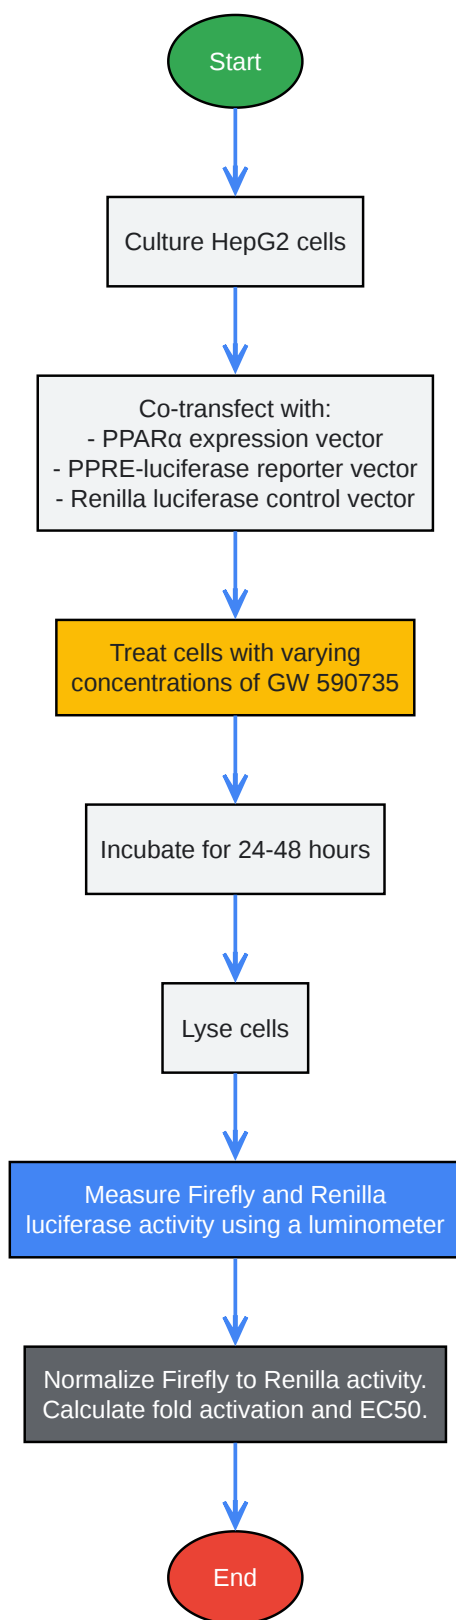 Start
Culture HepG2 cells
Co-transfect with:
- PPARα expression vector
- PPRE-luciferase reporter vector
- Renilla luciferase control vector
Treat cells with varying
concentrations of GW 590735
Incubate for 24-48 hours
Lyse cells
Measure Firefly and Renilla
luciferase activity using a luminometer
Normalize Firefly to Renilla activity.
Calculate fold activation and EC50.
End